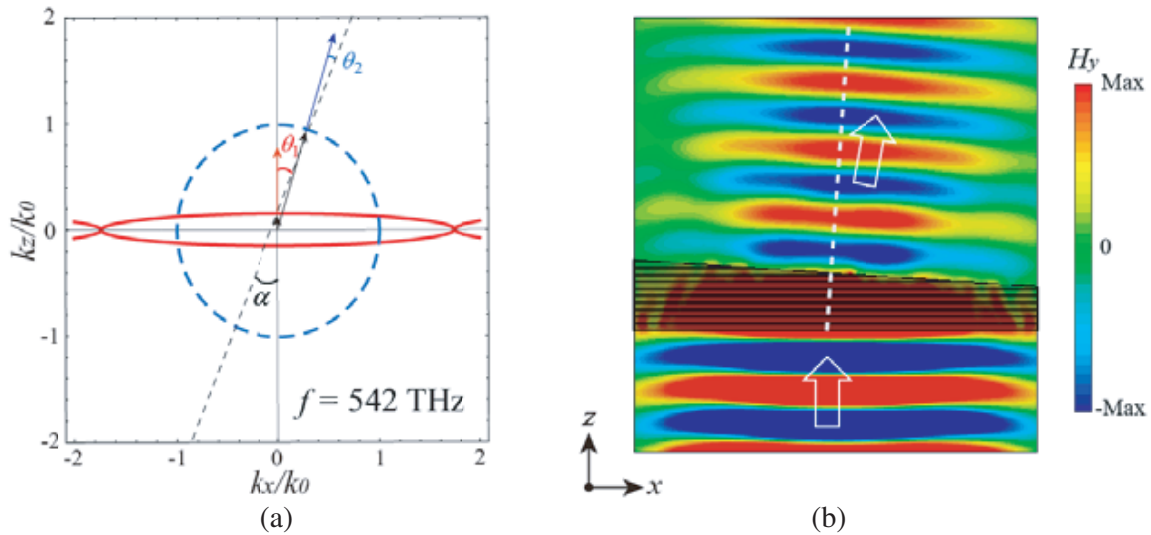 2
1
0
-1
-2
kz/k0
-2
-1
0
1
2
kx/k0
θ1
θ2
α
f = 542 THz
(a)
Hy
Max
0
-Max
z
x
(b)